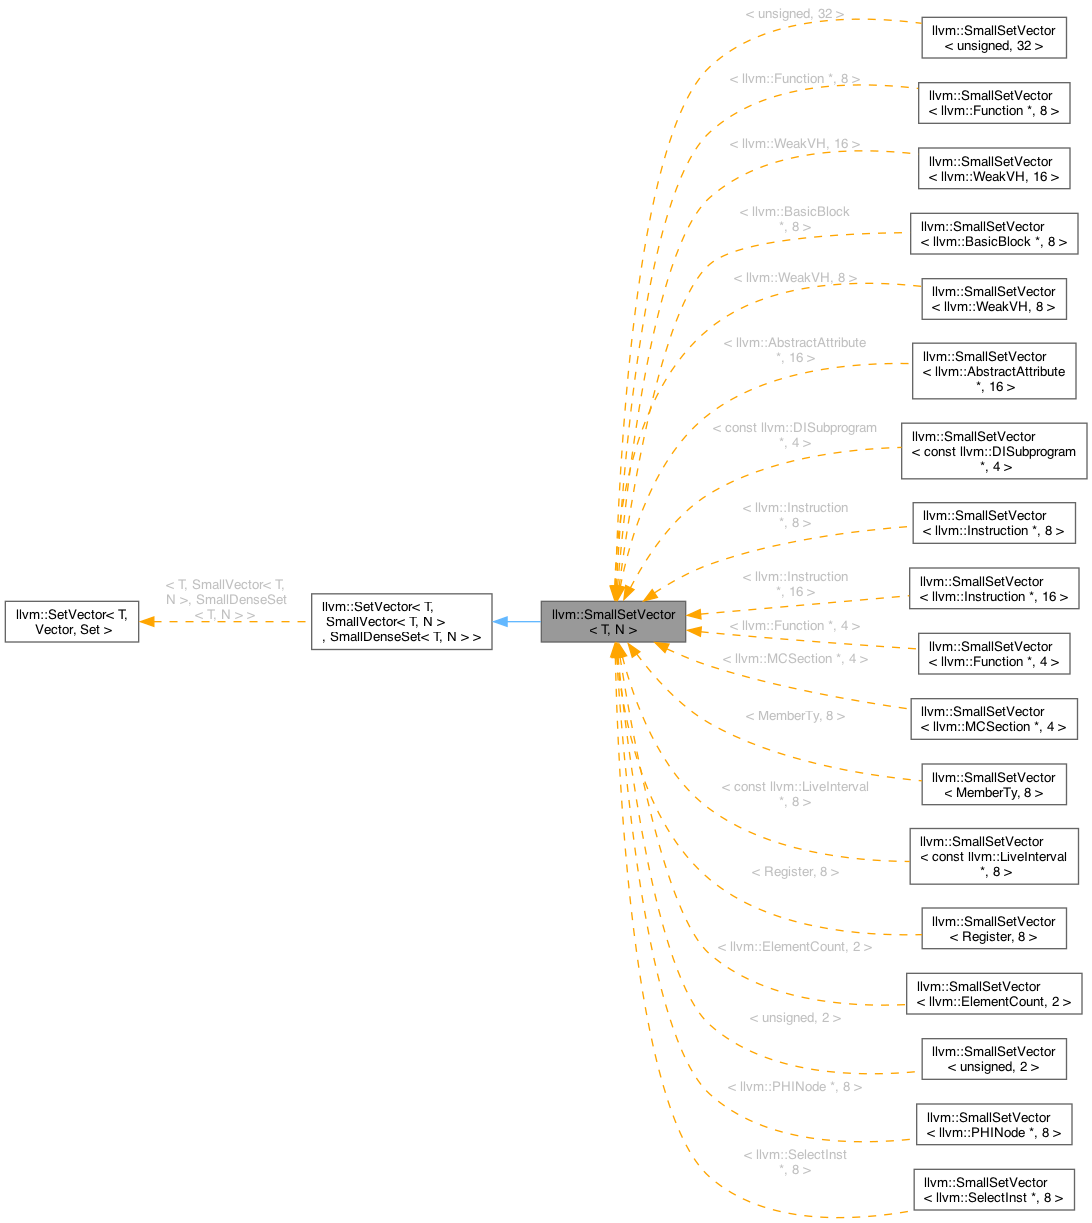 < unsigned, 32 >
llvm::SmallSetVector
< unsigned, 32 >
< llvm::Function *, 8 >
llvm::SmallSetVector
< llvm::Function *, 8 >
< llvm::WeakVH, 16 >
llvm::SmallSetVector
< llvm::WeakVH, 16 >
< llvm::BasicBlock
*, 8 >
llvm::SmallSetVector
< llvm::BasicBlock *, 8 >
< llvm::WeakVH, 8 >
llvm::SmallSetVector
< llvm::WeakVH, 8 >
< llvm::AbstractAttribute
*, 16 >
llvm::SmallSetVector
< llvm::AbstractAttribute
*, 16 >
< const llvm::DISubprogram
*, 4 >
llvm::SmallSetVector
< const llvm::DISubprogram
*, 4 >
< llvm::Instruction
*, 8 >
llvm::SmallSetVector
< llvm::Instruction *, 8 >
< llvm::Instruction
*, 16 >
llvm::SmallSetVector
< llvm::Instruction *, 16 >
llvm::SetVector< T,
Vector, Set >
< T, SmallVector< T,
N >, SmallDenseSet
< T, N > >
llvm::SetVector< T,
SmallVector< T, N >
, SmallDenseSet< T, N > >
llvm::SmallSetVector
< T, N >
< llvm::Function *, 4 >
llvm::SmallSetVector
< llvm::Function *, 4 >
< llvm::MCSection *, 4 >
llvm::SmallSetVector
< llvm::MCSection *, 4 >
< MemberTy, 8 >
llvm::SmallSetVector
< MemberTy, 8 >
< const llvm::LiveInterval
*, 8 >
llvm::SmallSetVector
< const llvm::LiveInterval
*, 8 >
< Register, 8 >
llvm::SmallSetVector
< Register, 8 >
< llvm::ElementCount, 2 >
llvm::SmallSetVector
< llvm::ElementCount, 2 >
< unsigned, 2 >
llvm::SmallSetVector
< unsigned, 2 >
< llvm::PHINode *, 8 >
llvm::SmallSetVector
< llvm::PHINode *, 8 >
< llvm::SelectInst
*, 8 >
llvm::SmallSetVector
< llvm::SelectInst *, 8 >